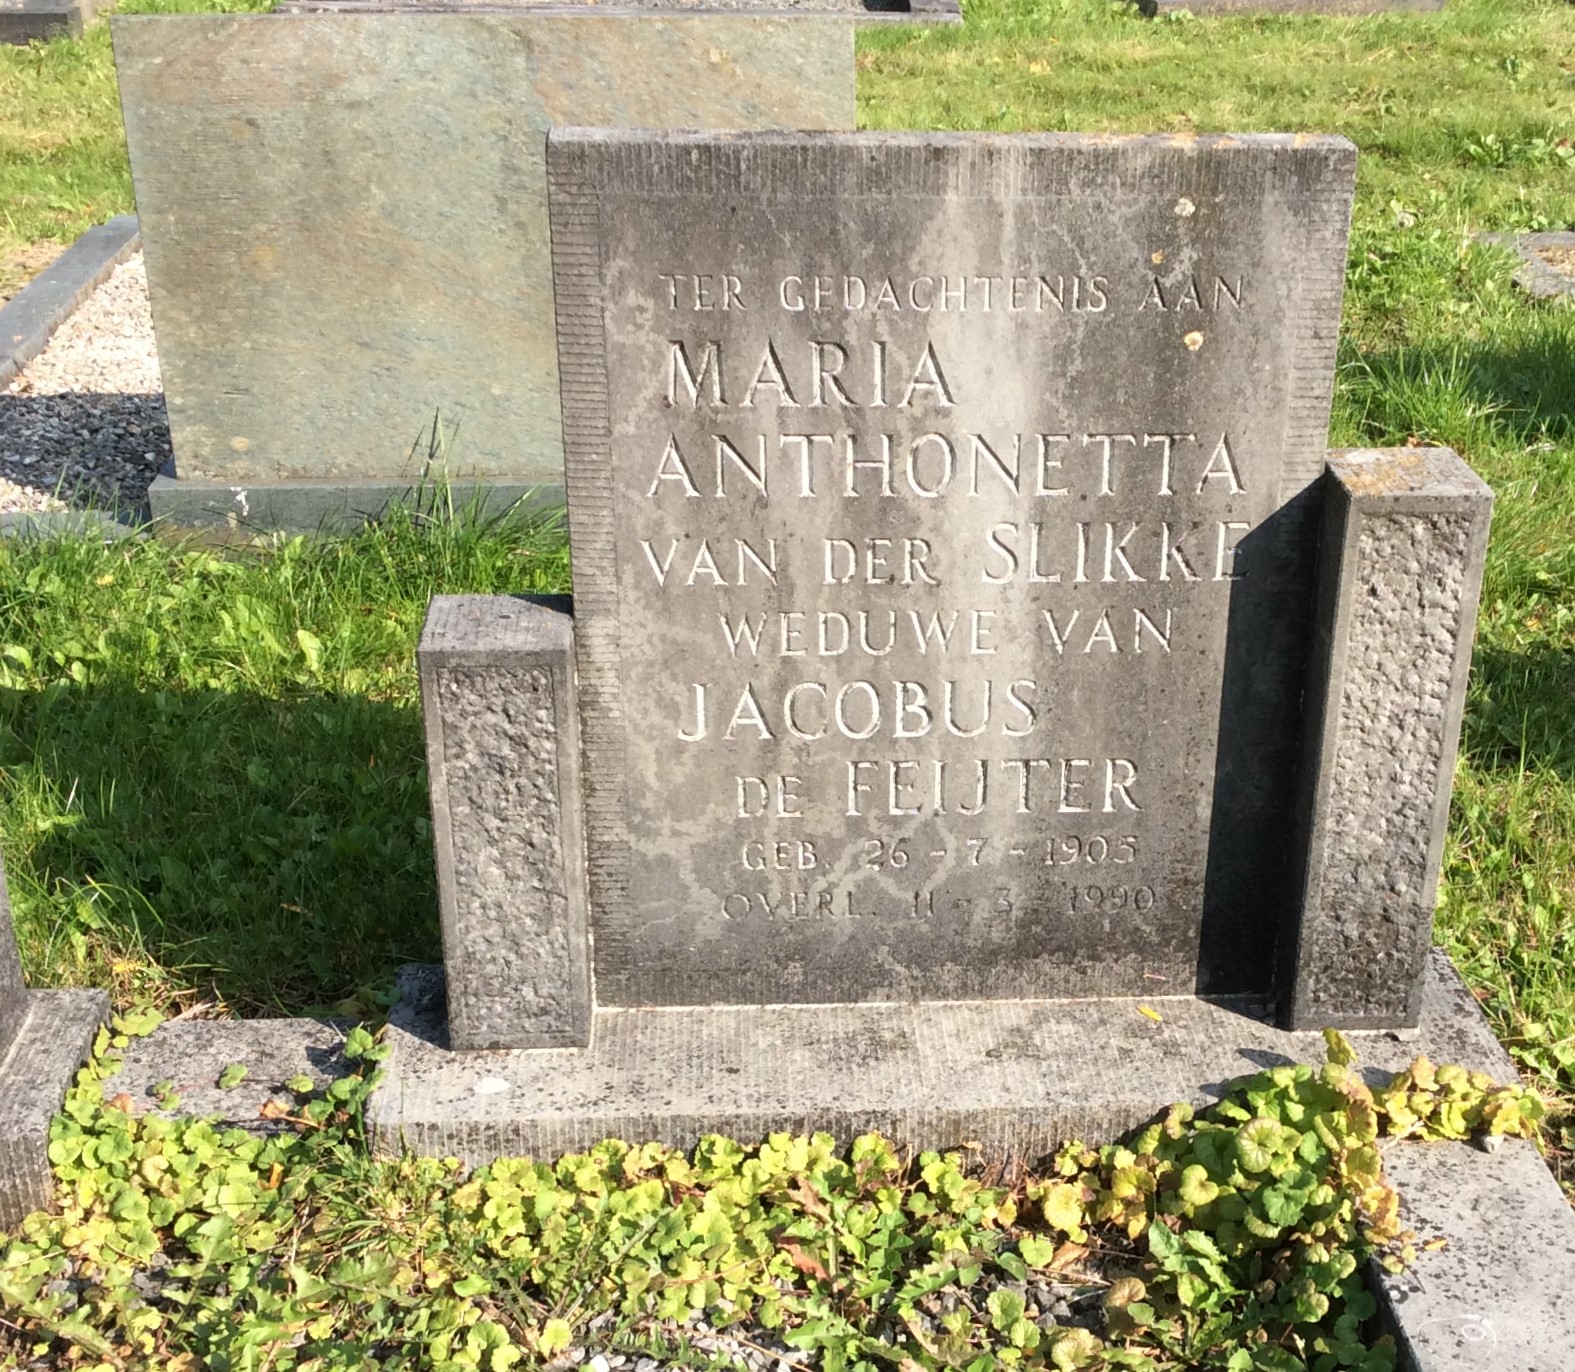 TER GEDACHTENIS AAN
MARIA
ANTHONETTA
VAN DER SLIKKE
WEDUWE VAN
JACOBUS
DE FEIJTER
GEB. 26 - 7 - 1905
OVERL. 11 - 3 - 1990